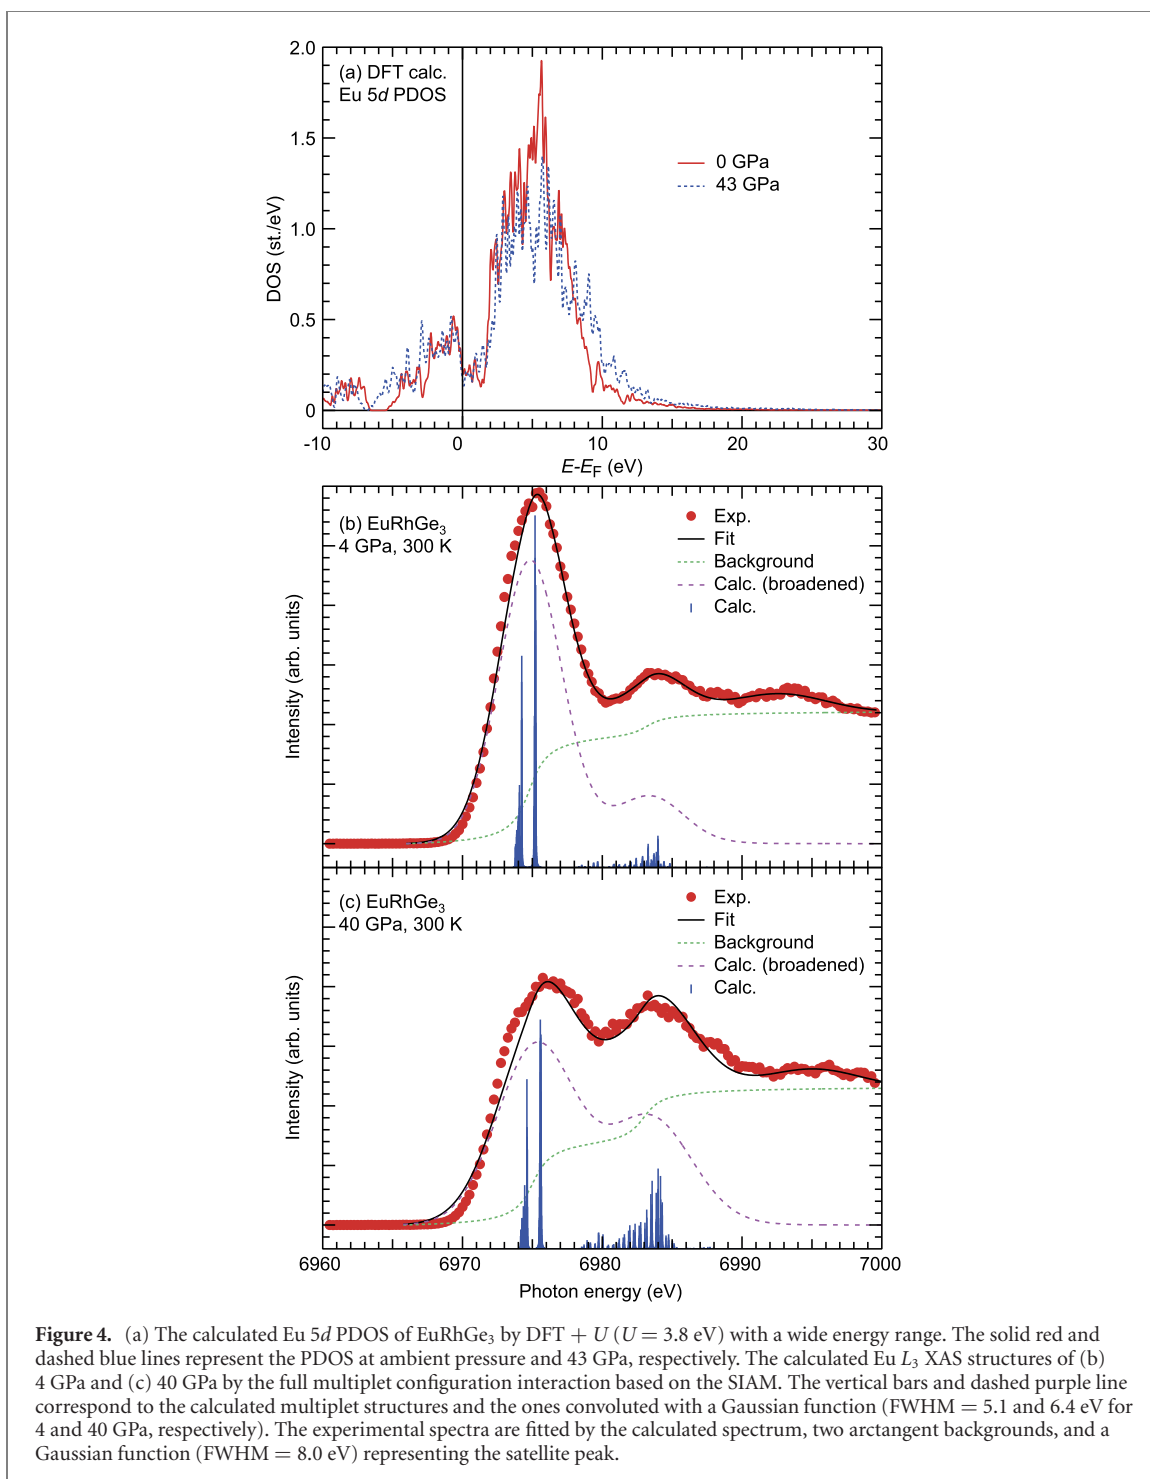 (a) DFT calc.
Eu 5d PDOS
2.0
1.5
1.0
0.5
0
DOS (st./eV)
0 GPa
43 GPa
-10
0
10
20
30
E-EF (eV)
(b) EuRhGe3
4 GPa, 300 K
Exp.
Fit
Background
Calc. (broadened)
Calc.
Intensity (arb. units)
(c) EuRhGe3
40 GPa, 300 K
Exp.
Fit
Background
Calc. (broadened)
Calc.
Intensity (arb. units)
6960
6970
6980
6990
7000
Photon energy (eV)
Figure 4. (a) The calculated Eu 5d PDOS of EuRhGe3 by DFT + U (U = 3.8 eV) with a wide energy range. The solid red and
dashed blue lines represent the PDOS at ambient pressure and 43 GPa, respectively. The calculated Eu L3 XAS structures of (b)
4 GPa and (c) 40 GPa by the full multiplet configuration interaction based on the SIAM. The vertical bars and dashed purple line
correspond to the calculated multiplet structures and the ones convoluted with a Gaussian function (FWHM = 5.1 and 6.4 eV for
4 and 40 GPa, respectively). The experimental spectra are fitted by the calculated spectrum, two arctangent backgrounds, and a
Gaussian function (FWHM = 8.0 eV) representing the satellite peak.